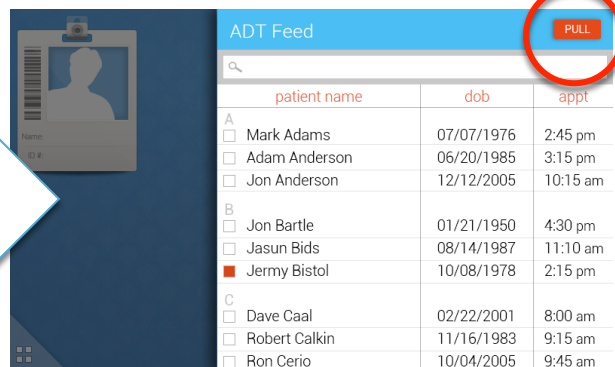 Name:
ID #:
ADT Feed
PULL
patient name dob appt
A
Mark Adams 07/07/1976 2:45 pm
Adam Anderson 06/20/1985 3:15 pm
Jon Anderson 12/12/2005 10:15 am
B
Jon Bartle 01/21/1950 4:30 pm
Jasun Bids 08/14/1987 11:10 am
Jermy Bistol 10/08/1978 2:15 pm
C
Dave Caal 02/22/2001 8:00 am
Robert Calkin 11/16/1983 9:15 am
Ron Cerio 10/04/2005 9:45 am